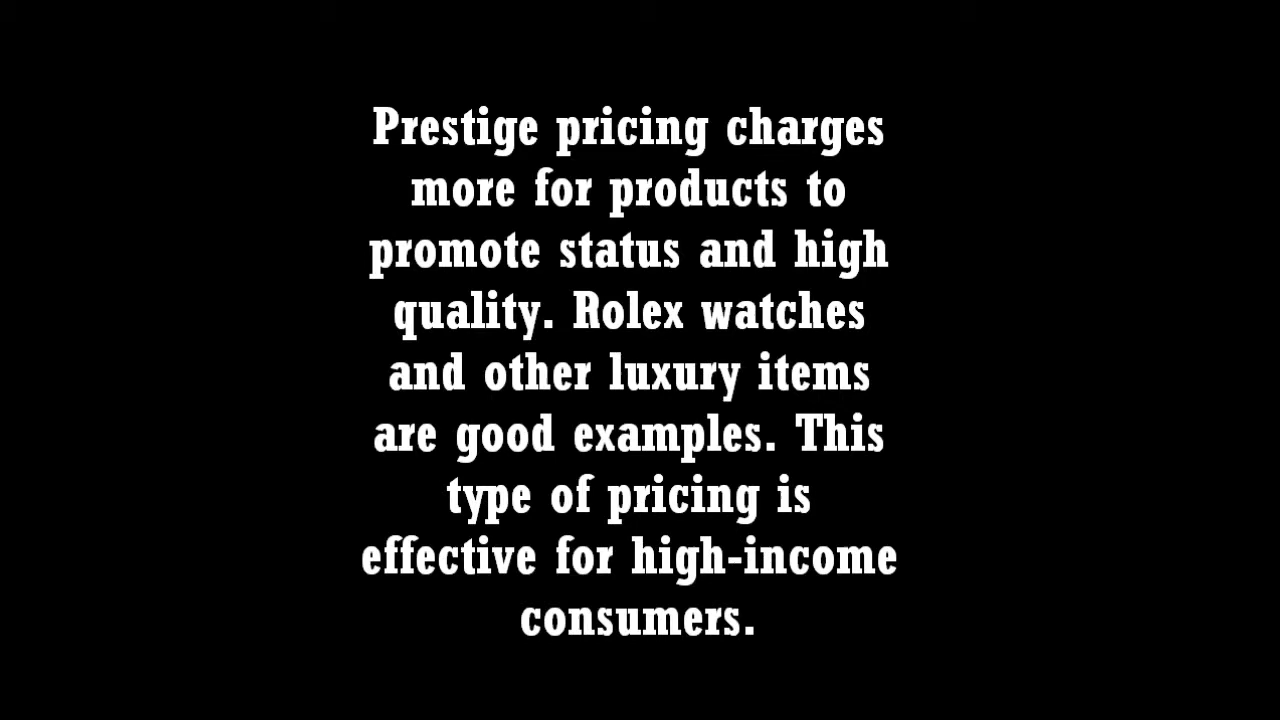 Prestige pricing charges
more for products to
promote status and high
quality. Rolex watches
and other luxury items
are good examples. This
type of pricing is
effective for high-income
consumers.